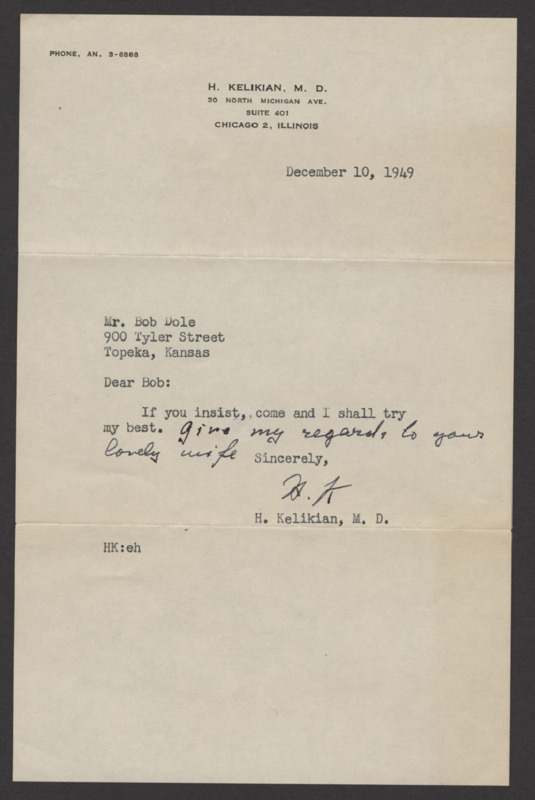 PHONE, AN. 3-6868
H. KELIKIAN, M. D.
30 NORTH MICHIGAN AVE.
SUITE 401
CHICAGO 2, ILLINOIS
December 10, 1949
Mr. Bob Dole
900 Tyler Street
Topeka, Kansas
Dear Bob:
If you insist, come and I shall try
my best. Give my regards to your
lovely wife Sincerely,
H. K
H. Kelikian, M. D.
HK:eh